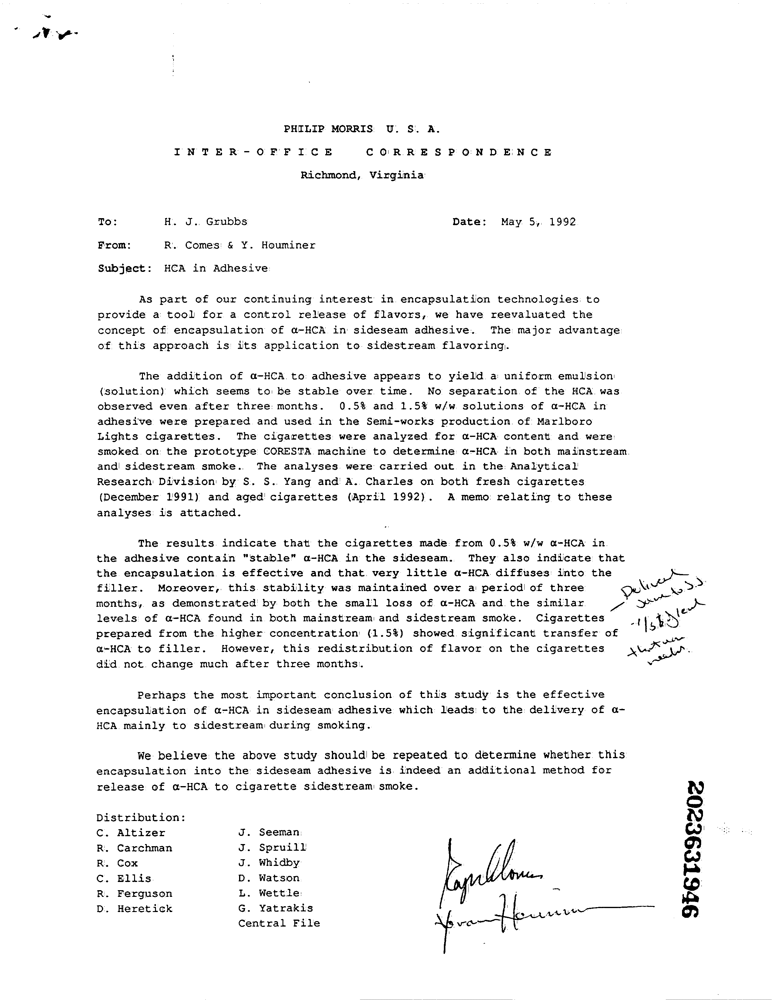 PHILIP MORRIS U. S. A.
INTER-OFFICE CORRESPONDENCE
Richmond, Virginia
To: H. J. Grubbs Date: May 5, 1992
From: R. Comes & Y. Houminer
Subject: HCA in Adhesive
As part of our continuing interest in encapsulation technologies to
provide a tool for a control release of flavors, we have reevaluated the
concept of encapsulation of α-HCA in sideseam adhesive. The major advantage
of this approach is its application to sidestream flavoring.
The addition of α-HCA to adhesive appears to yield a uniform emulsion
(solution) which seems to be stable over time. No separation of the HCA was
observed even after three months. 0.5% and 1.5% w/w solutions of α-HCA in
adhesive were prepared and used in the Semi-works production of Marlboro
Lights cigarettes. The cigarettes were analyzed for α-HCA content and were
smoked on the prototype CORESTA machine to determine α-HCA in both mainstream
and sidestream smoke. The analyses were carried out in the Analytical
Research Division by S. S. Yang and A. Charles on both fresh cigarettes
(December 1991) and aged cigarettes (April 1992). A memo relating to these
analyses is attached.
The results indicate that the cigarettes made from 0.5% w/w α-HCA in
the adhesive contain "stable" α-HCA in the sideseam. They also indicate that
the encapsulation is effective and that very little α-HCA diffuses into the
filler. Moreover, this stability was maintained over a period of three
months, as demonstrated by both the small loss of α-HCA and the similar
levels of α-HCA found in both mainstream and sidestream smoke. Cigarettes
prepared from the higher concentration (1.5%) showed significant transfer of
α-HCA to filler. However, this redistribution of flavor on the cigarettes
did not change much after three months.
Perhaps the most important conclusion of this study is the effective
encapsulation of α-HCA in sideseam adhesive which leads to the delivery of α-
HCA mainly to sidestream during smoking.
We believe the above study should be repeated to determine whether this
encapsulation into the sideseam adhesive is indeed an additional method for
release of α-HCA to cigarette sidestream smoke.
Distribution:
C. Altizer J. Seeman
R. Carchman J. Spruill
R. Cox J. Whidby
C. Ellis D. Watson
R. Ferguson L. Wettle
D. Heretick G. Yatrakis
Central File
2023631946